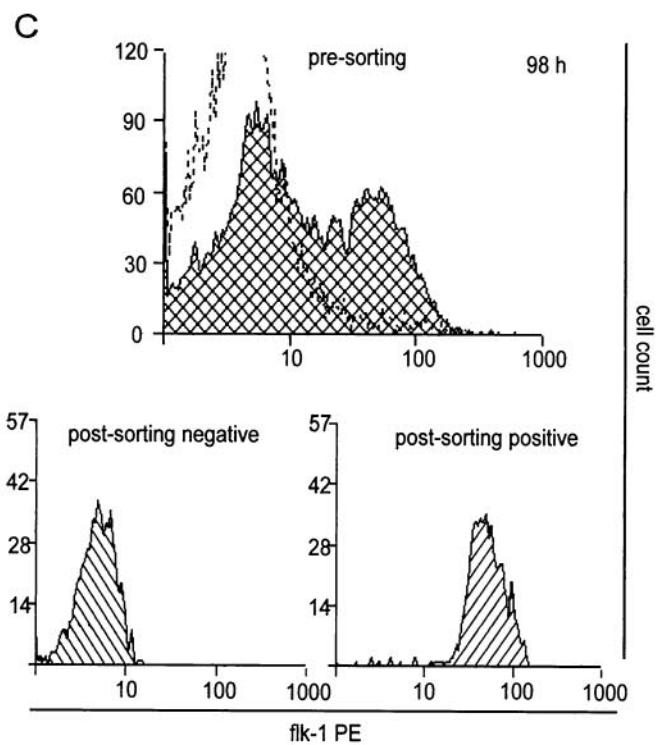 C
pre-sorting
98 h
120
90
60
30
0
10 100 1000
cell count
post-sorting negative
57
42
28
14
10 100 1000
post-sorting positive
57
42
28
14
10 100 1000
flk-1 PE